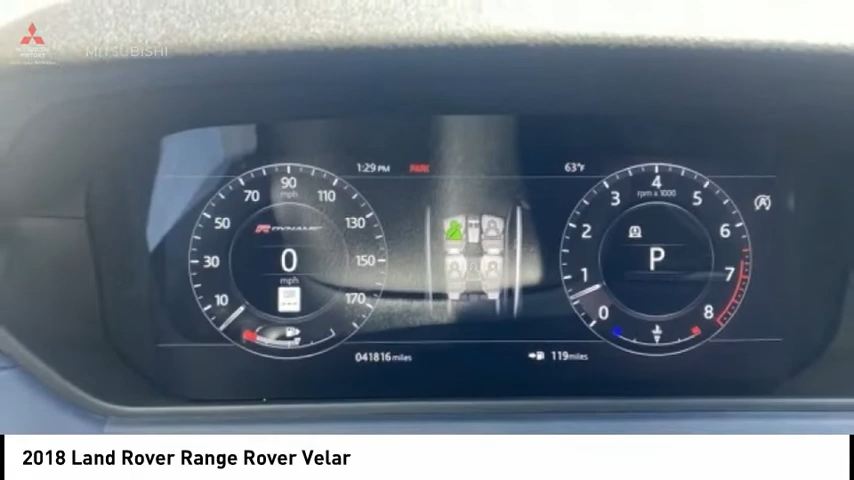 MITSUBISHI
1:29 PM PARK 63°F
90
mph
70 110
50 130
30 150
10 170
R-DYNAMIC
0
mph
4
rpm x 1000
3 5
2 6
1 7
0 8
P
041816 miles
119 miles
2018 Land Rover Range Rover Velar